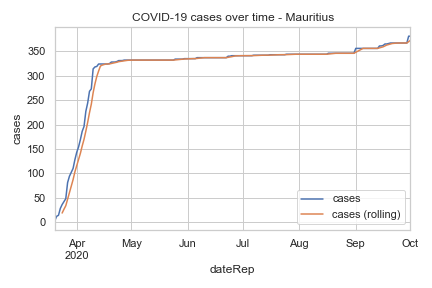 COVID-19 cases over time - Mauritius
cases
350
300
250
200
150
100
50
0
cases
cases (rolling)
Apr May Jun Jul Aug Sep Oct
2020
dateRep